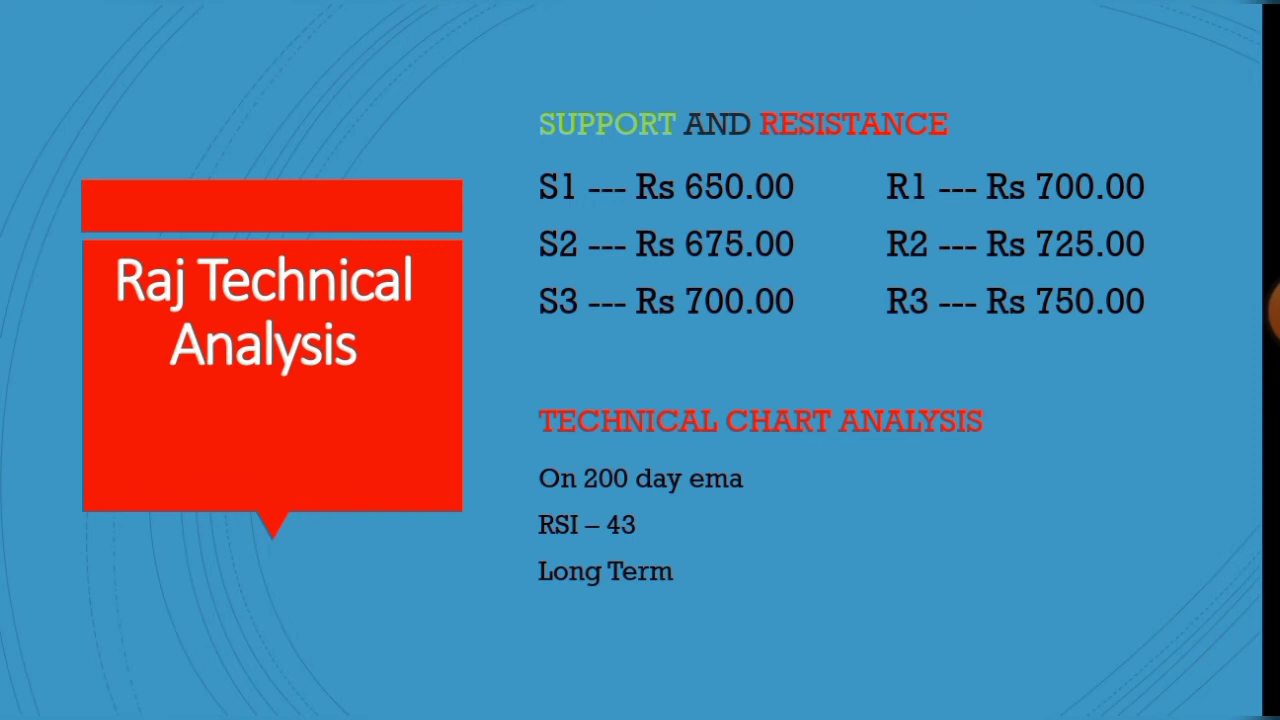 Raj Technical
Analysis
SUPPORT AND RESISTANCE
S1 --- Rs 650.00 R1 --- Rs 700.00
S2 --- Rs 675.00 R2 --- Rs 725.00
S3 --- Rs 700.00 R3 --- Rs 750.00
TECHNICAL CHART ANALYSIS
On 200 day ema
RSI – 43
Long Term